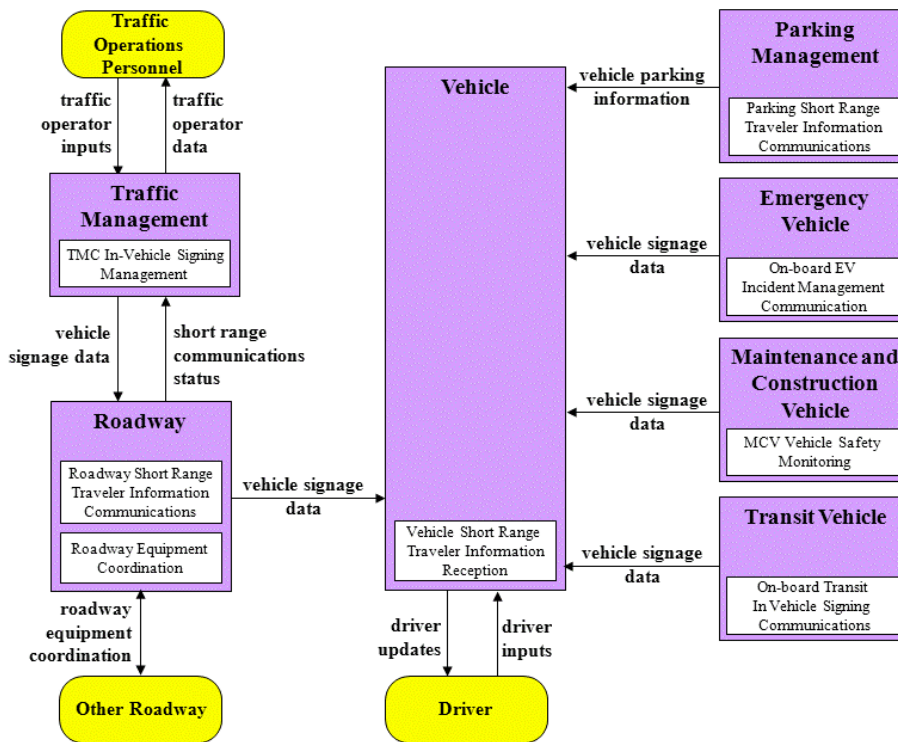 Traffic
Operations
Personnel
traffic
operator
inputs
traffic
operator
data
Traffic
Management
TMC In-Vehicle Signing
Management
vehicle
signage data
short range
communications
status
Roadway
Roadway Short Range
Traveler Information
Communications
Roadway Equipment
Coordination
roadway
equipment
coordination
Other Roadway
vehicle signage
data
Vehicle
Vehicle Short Range
Traveler Information
Reception
driver
updates
driver
inputs
Driver
vehicle parking
information
Parking
Management
Parking Short Range
Traveler Information
Communications
vehicle signage
data
Emergency
Vehicle
On-board EV
Incident Management
Communication
vehicle signage
data
Maintenance and
Construction
Vehicle
MCV Vehicle Safety
Monitoring
vehicle signage
data
Transit Vehicle
On-board Transit
In Vehicle Signing
Communications